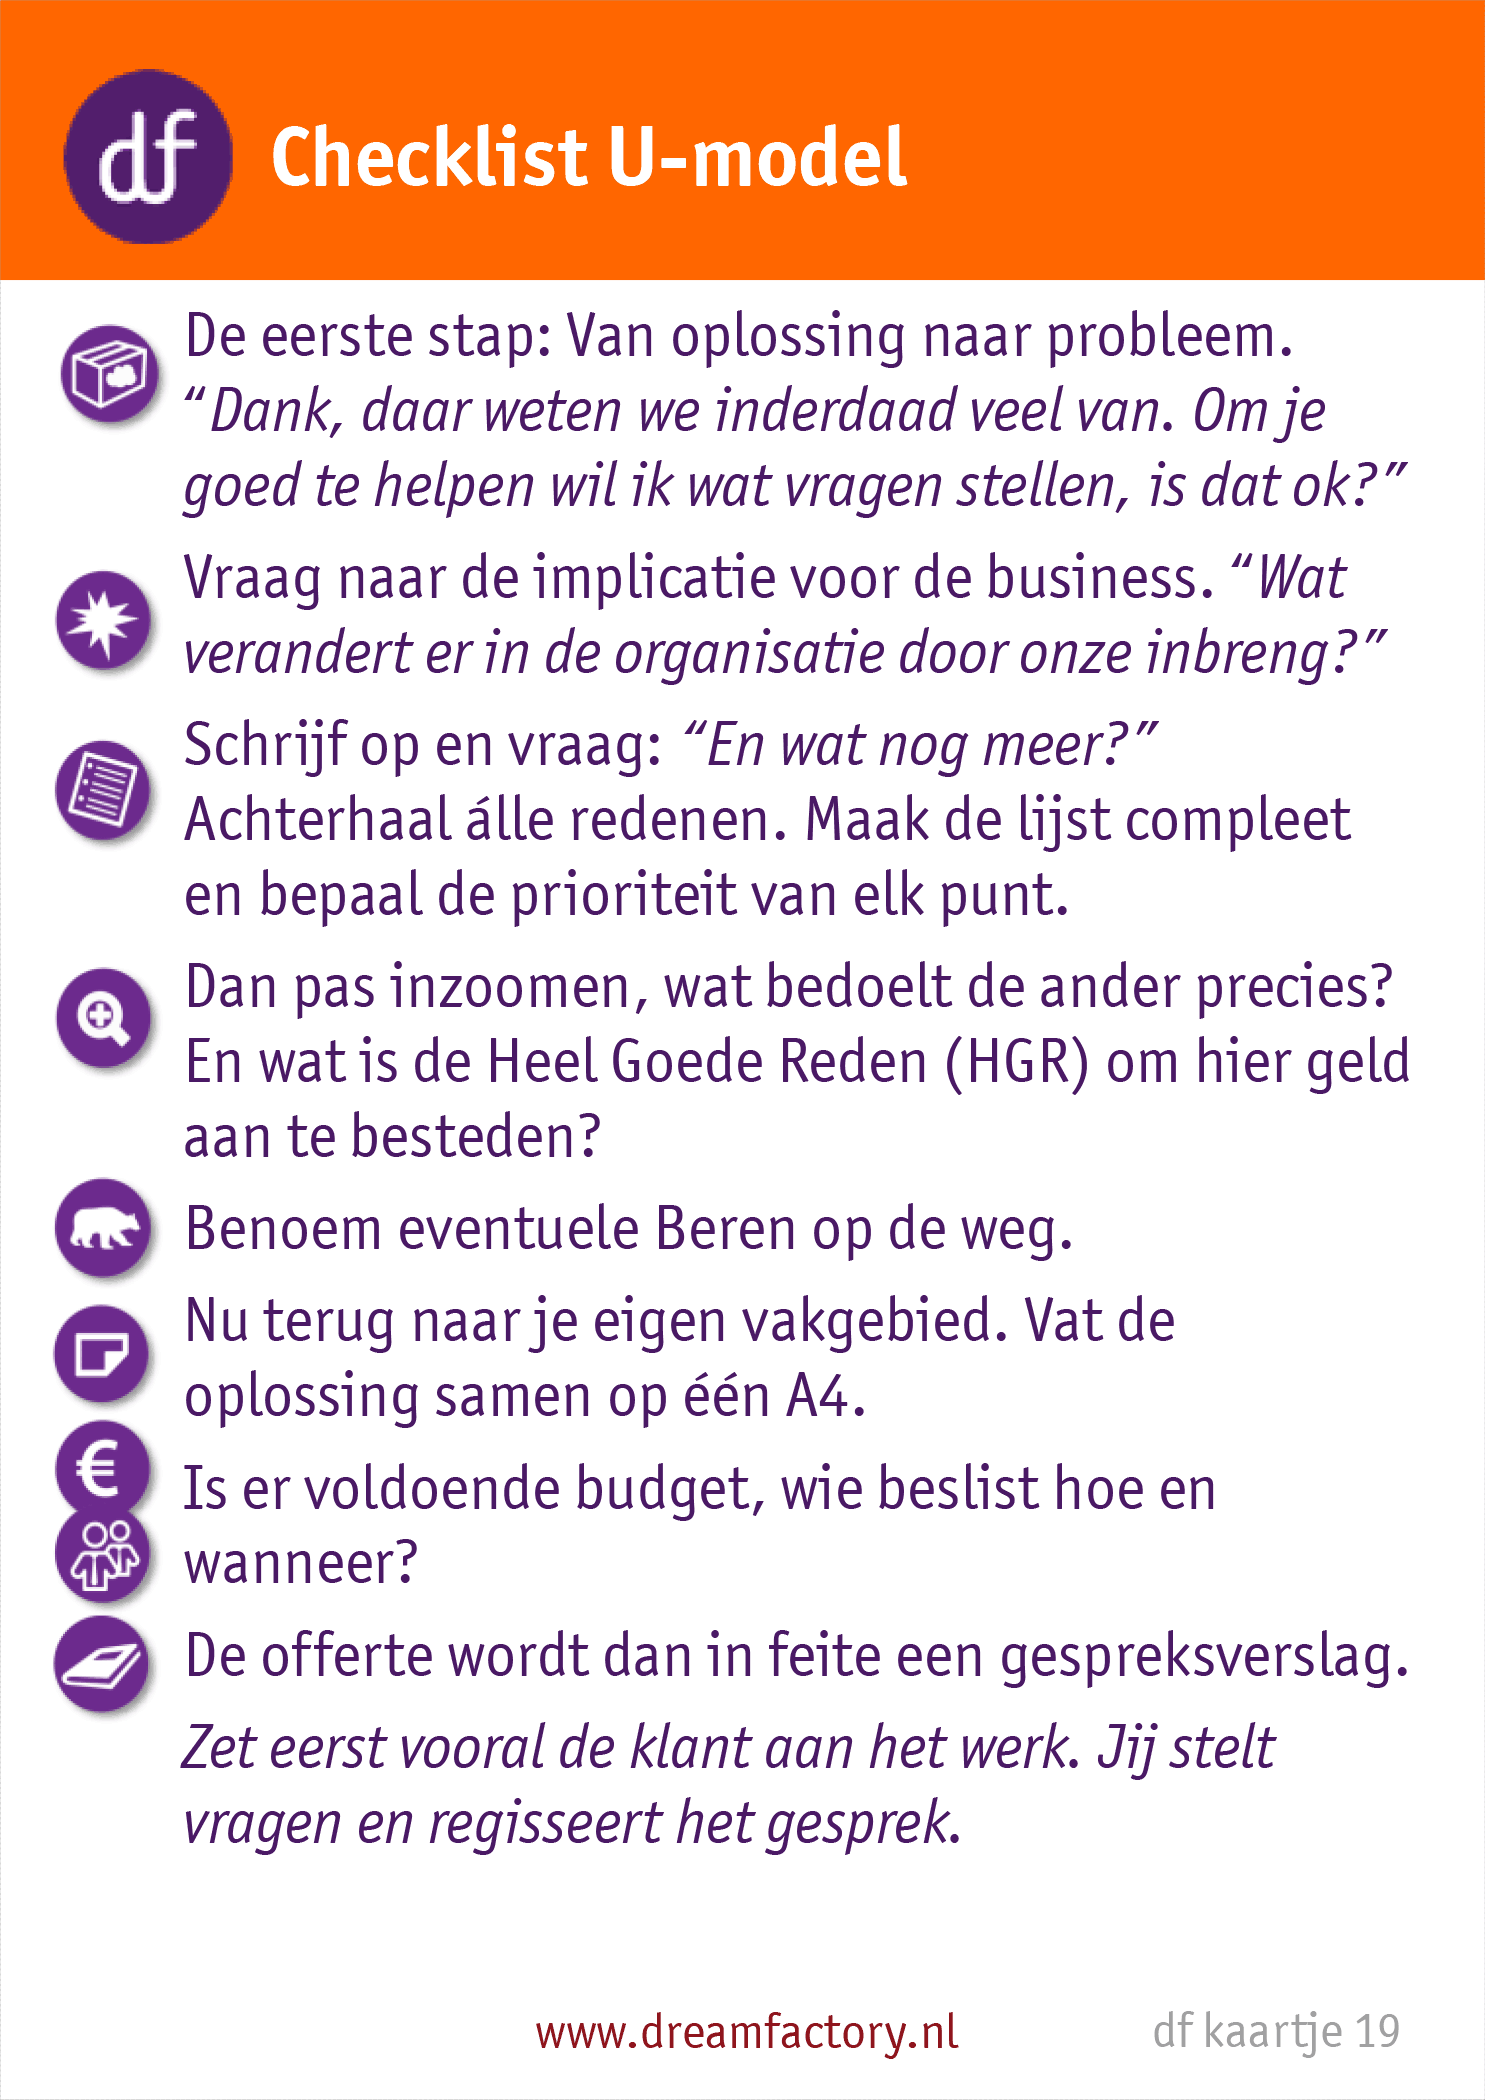 df Checklist U-model
De eerste stap: Van oplossing naar probleem.
“Dank, daar weten we inderdaad veel van. Om je
goed te helpen wil ik wat vragen stellen, is dat ok?”
Vraag naar de implicatie voor de business. “Wat
verandert er in de organisatie door onze inbreng?”
Schrijf op en vraag: “En wat nog meer?”
Achterhaal álle redenen. Maak de lijst compleet
en bepaal de prioriteit van elk punt.
Dan pas inzoomen, wat bedoelt de ander precies?
En wat is de Heel Goede Reden (HGR) om hier geld
aan te besteden?
Benoem eventuele Beren op de weg.
Nu terug naar je eigen vakgebied. Vat de
oplossing samen op één A4.
€
Is er voldoende budget, wie beslist hoe en
wanneer?
De offerte wordt dan in feite een gespreksverslag.
Zet eerst vooral de klant aan het werk. Jij stelt
vragen en regisseert het gesprek.
www.dreamfactory.nl df kaartje 19